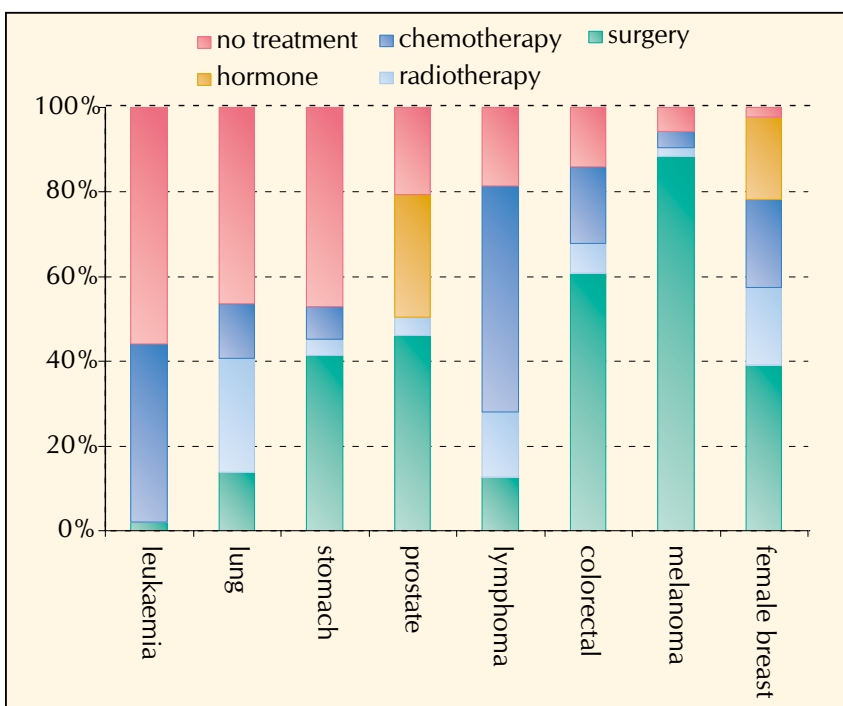 no treatment chemotherapy surgery
hormone radiotherapy
100%
80%
60%
40%
20%
0%
leukaemia
lung
stomach
prostate
lymphoma
colorectal
melanoma
female breast